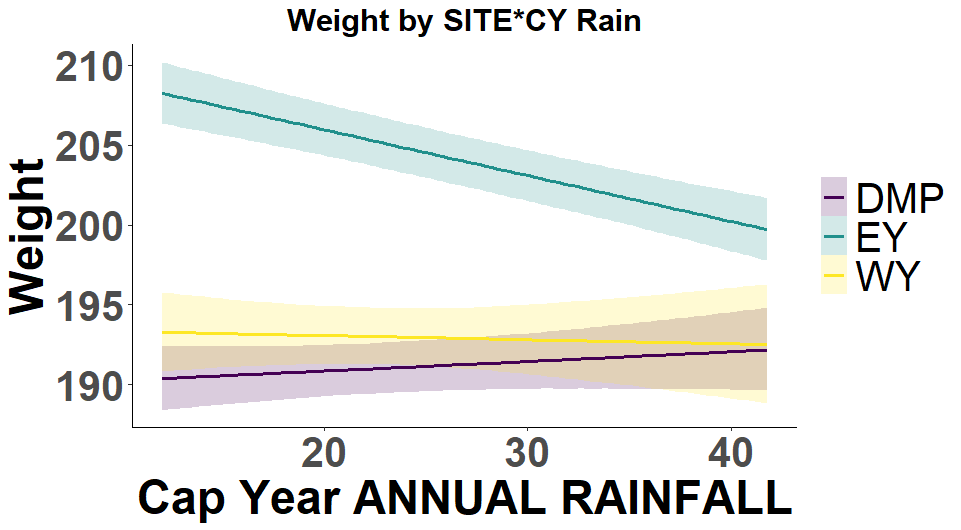 Weight by SITE*CY Rain
210
205
200
195
190
Weight
20 30 40
Cap Year ANNUAL RAINFALL
DMP
EY
WY